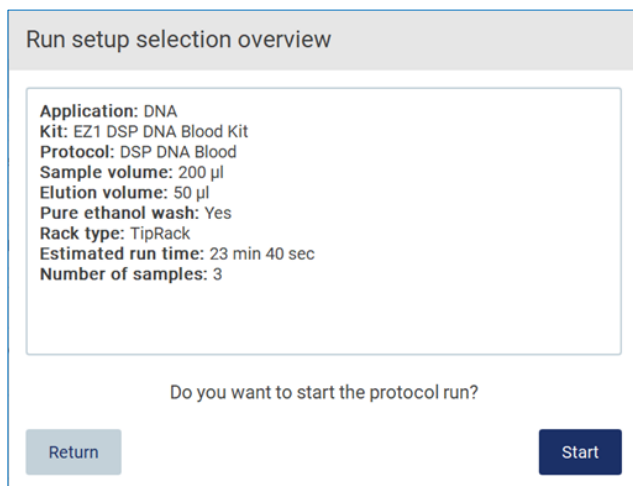 Run setup selection overview
Application: DNA
Kit: EZ1 DSP DNA Blood Kit
Protocol: DSP DNA Blood
Sample volume: 200 µl
Elution volume: 50 µl
Pure ethanol wash: Yes
Rack type: TipRack
Estimated run time: 23 min 40 sec
Number of samples: 3
Do you want to start the protocol run?
Return
Start